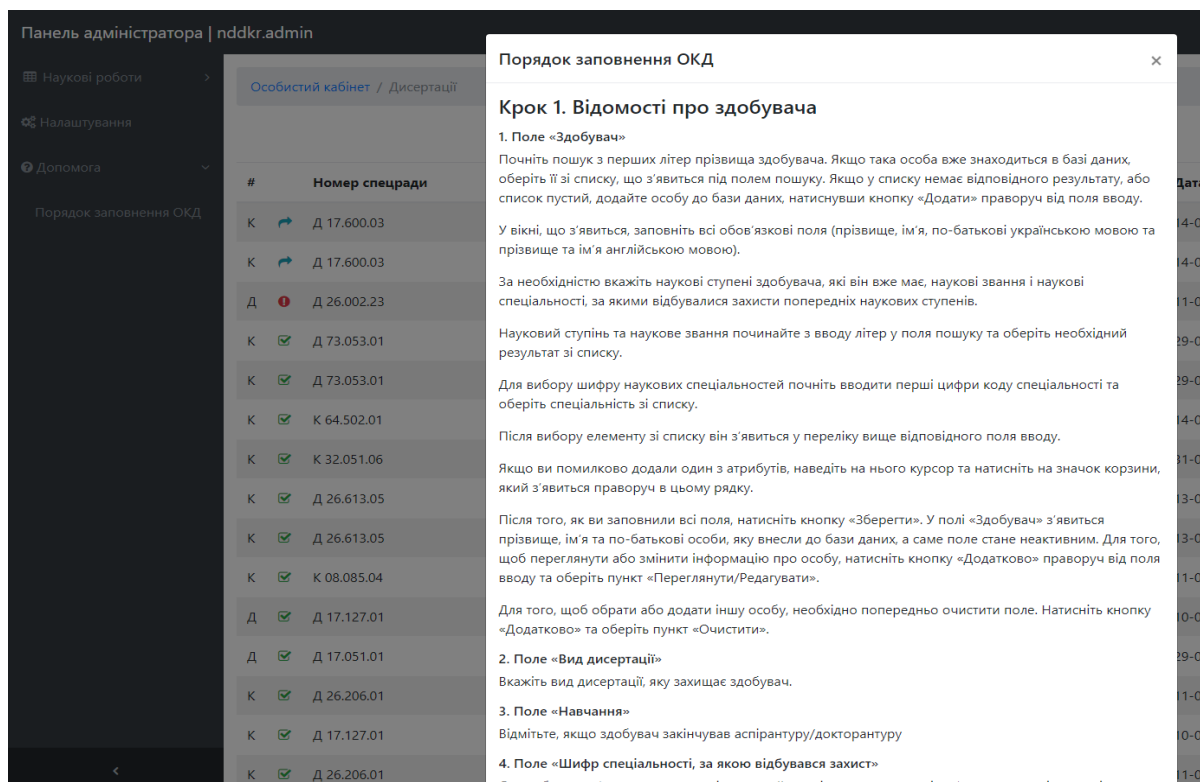 Панель адміністратора | nddkr.admin
Наукові роботи
Налаштування
Допомога
Порядок заповнення ОКД
Особистий кабінет / Дисертації
# Номер спецради
К Д 17.600.03
К Д 17.600.03
Д Д 26.002.23
К Д 73.053.01
К Д 73.053.01
К К 64.502.01
К К 32.051.06
К Д 26.613.05
К Д 26.613.05
К К 08.085.04
Д Д 17.127.01
Д Д 17.051.01
К Д 26.206.01
К Д 17.127.01
К Д 26.206.01
Порядок заповнення ОКД
Крок 1. Відомості про здобувача
1. Поле «Здобувач»
Почніть пошук з перших літер прізвища здобувача. Якщо така особа вже знаходиться в базі даних,
оберіть її зі списку, що з’явиться під полем пошуку. Якщо у списку немає відповідного результату, або
список пустий, додайте особу до бази даних, натиснувши кнопку «Додати» праворуч від поля вводу.
У вікні, що з’явиться, заповніть всі обов’язкові поля (прізвище, ім’я, по-батькові українською мовою та
прізвище та ім’я англійською мовою).
За необхідністю вкажіть наукові ступені здобувача, які він вже має, наукові звання і наукові
спеціальності, за якими відбувалися захисти попередніх наукових ступенів.
Науковий ступінь та наукове звання починайте з вводу літер у поля пошуку та оберіть необхідний
результат зі списку.
Для вибору шифру наукових спеціальностей почніть вводити перші цифри коду спеціальності та
оберіть спеціальність зі списку.
Після вибору елементу зі списку він з’явиться у переліку вище відповідного поля вводу.
Якщо ви помилково додали один з атрибутів, наведіть на нього курсор та натисніть на значок корзини,
який з’явиться праворуч в цьому рядку.
Після того, як ви заповнили всі поля, натисніть кнопку «Зберегти». У полі «Здобувач» з’явиться
прізвище, ім’я та по-батькові особи, яку внесли до бази даних, а саме поле стане неактивним. Для того,
щоб переглянути або змінити інформацію про особу, натисніть кнопку «Додатково» праворуч від поля
вводу та оберіть пункт «Переглянути/Редагувати».
Для того, щоб обрати або додати іншу особу, необхідно попередньо очистити поле. Натисніть кнопку
«Додатково» та оберіть пункт «Очистити».
2. Поле «Вид дисертації»
Вкажіть вид дисертації, яку захищає здобувач.
3. Поле «Навчання»
Відмітьте, якщо здобувач закінчував аспірантуру/докторантуру
4. Поле «Шифр спеціальності, за якою відбувався захист»